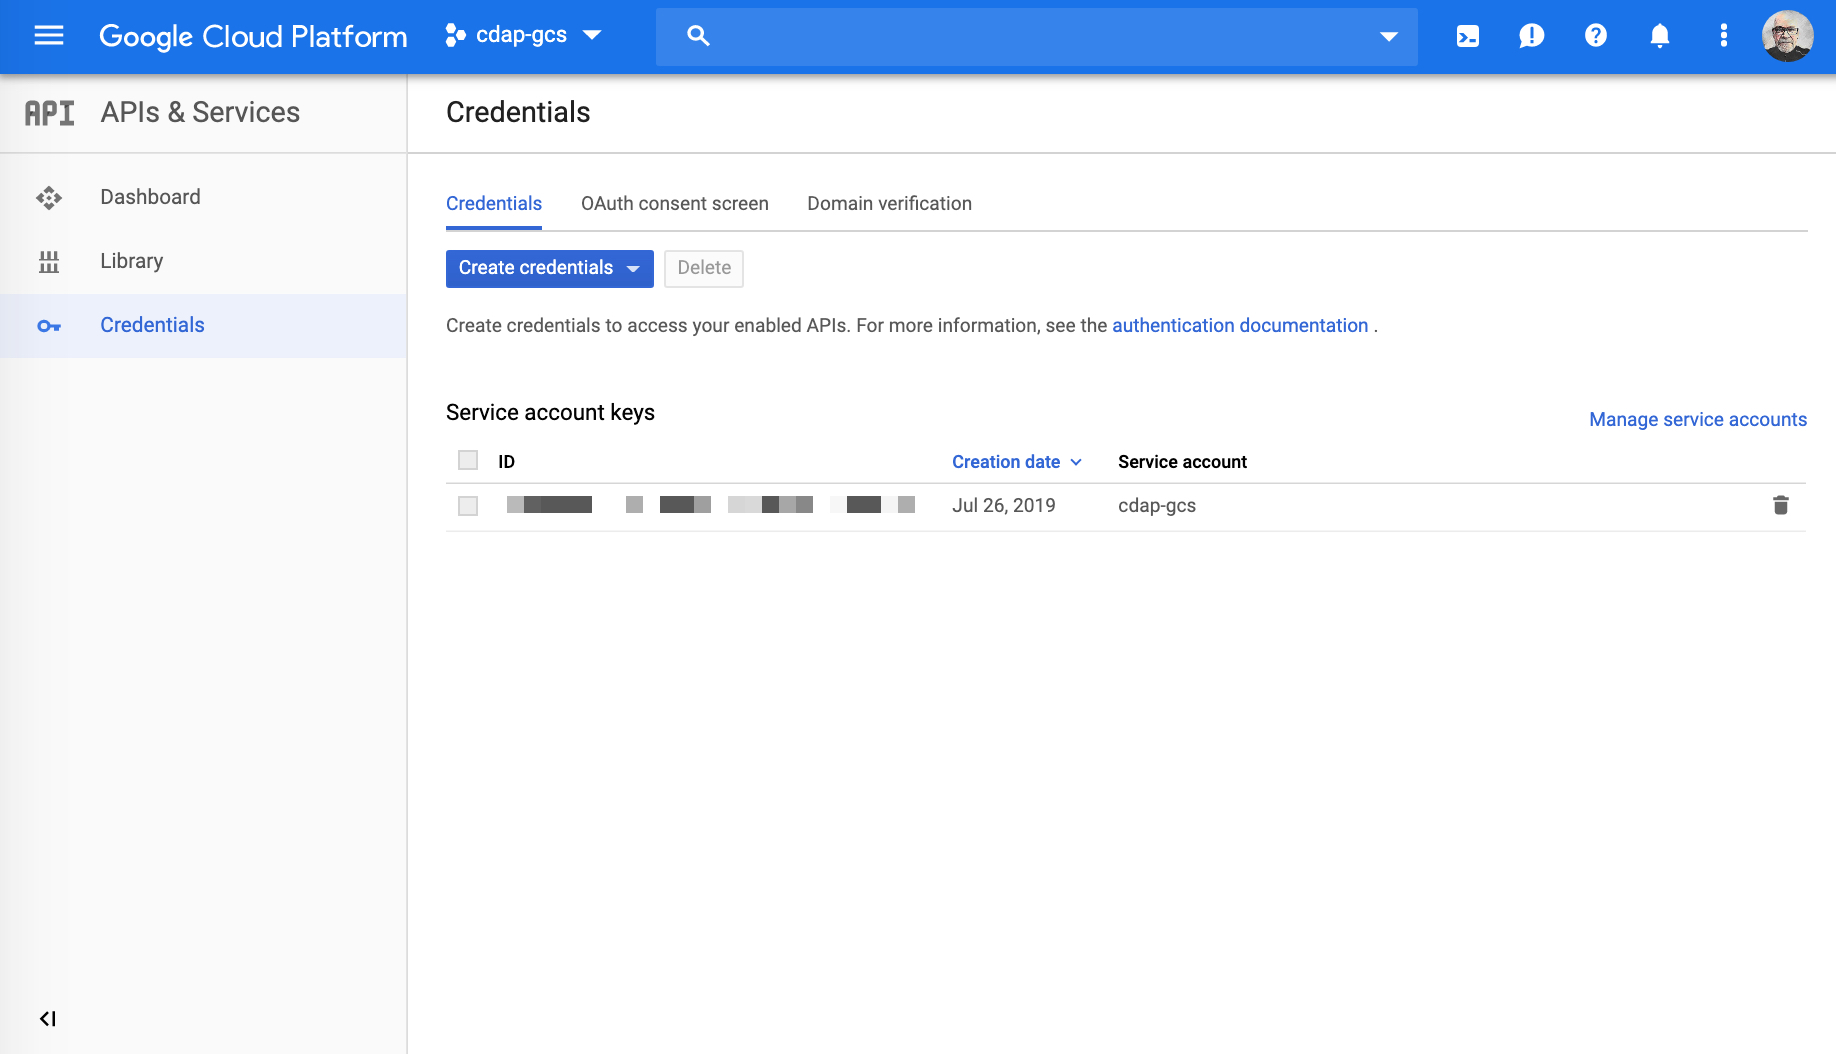 Google Cloud Platform
cdap-gcs
API APIs & Services
Credentials
Dashboard
Library
Credentials
Credentials OAuth consent screen Domain verification
Create credentials Delete
Create credentials to access your enabled APIs. For more information, see the authentication documentation .
Service account keys
Manage service accounts
ID Creation date Service account
Jul 26, 2019 cdap-gcs